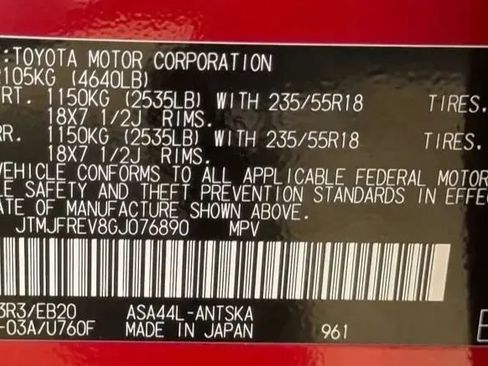 :TOYOTA MOTOR CORPORATION
105KG (4640LB)
RT. 1150KG (2535LB) WITH 235/55R18 TIRES.
18X7 1/2J RIMS.
RR. 1150KG (2535LB) WITH 235/55R18 TIRES.
18X7 1/2J RIMS.
VEHICLE CONFORMS TO ALL APPLICABLE FEDERAL MOTOR
LE SAFETY AND THEFT PREVENTION STANDARDS IN EFFEC
ATE OF MANUFACTURE SHOWN ABOVE.
JTMJFREV8GJ076890 MPV
3R3/EB20 ASA44L-ANTSKA
-03A/U760F MADE IN JAPAN 961